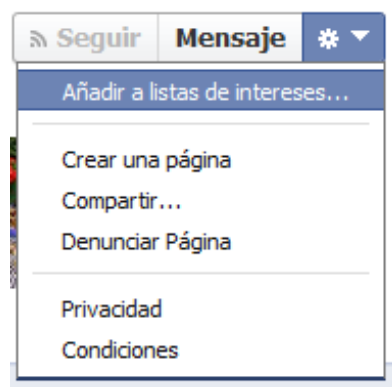 Seguir Mensaje
Añadir a listas de intereses...
Crear una página
Compartir...
Denunciar Página
Privacidad
Condiciones